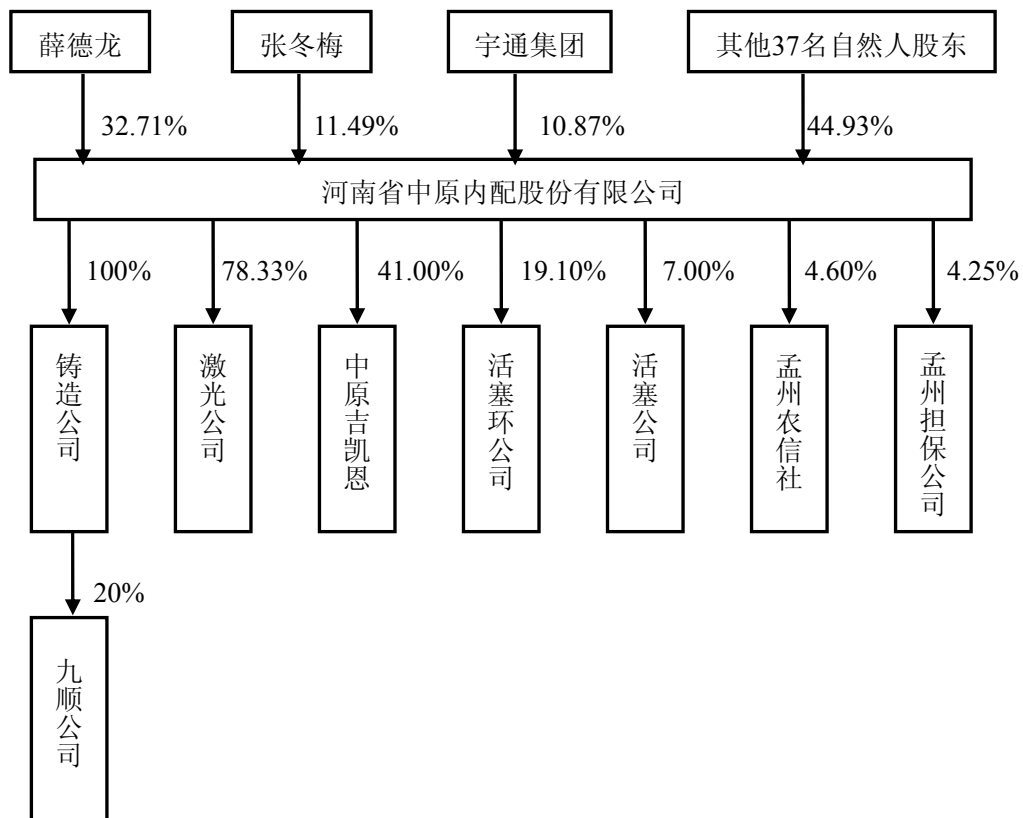 薛德龙
张冬梅
宇通集团
其他37名自然人股东
32.71%
11.49%
10.87%
44.93%
河南省中原内配股份有限公司
100%
78.33%
41.00%
19.10%
7.00%
4.60%
4.25%
铸造公司
激光公司
中原吉凯恩
活塞环公司
活塞公司
孟州农信社
孟州担保公司
20%
九顺公司